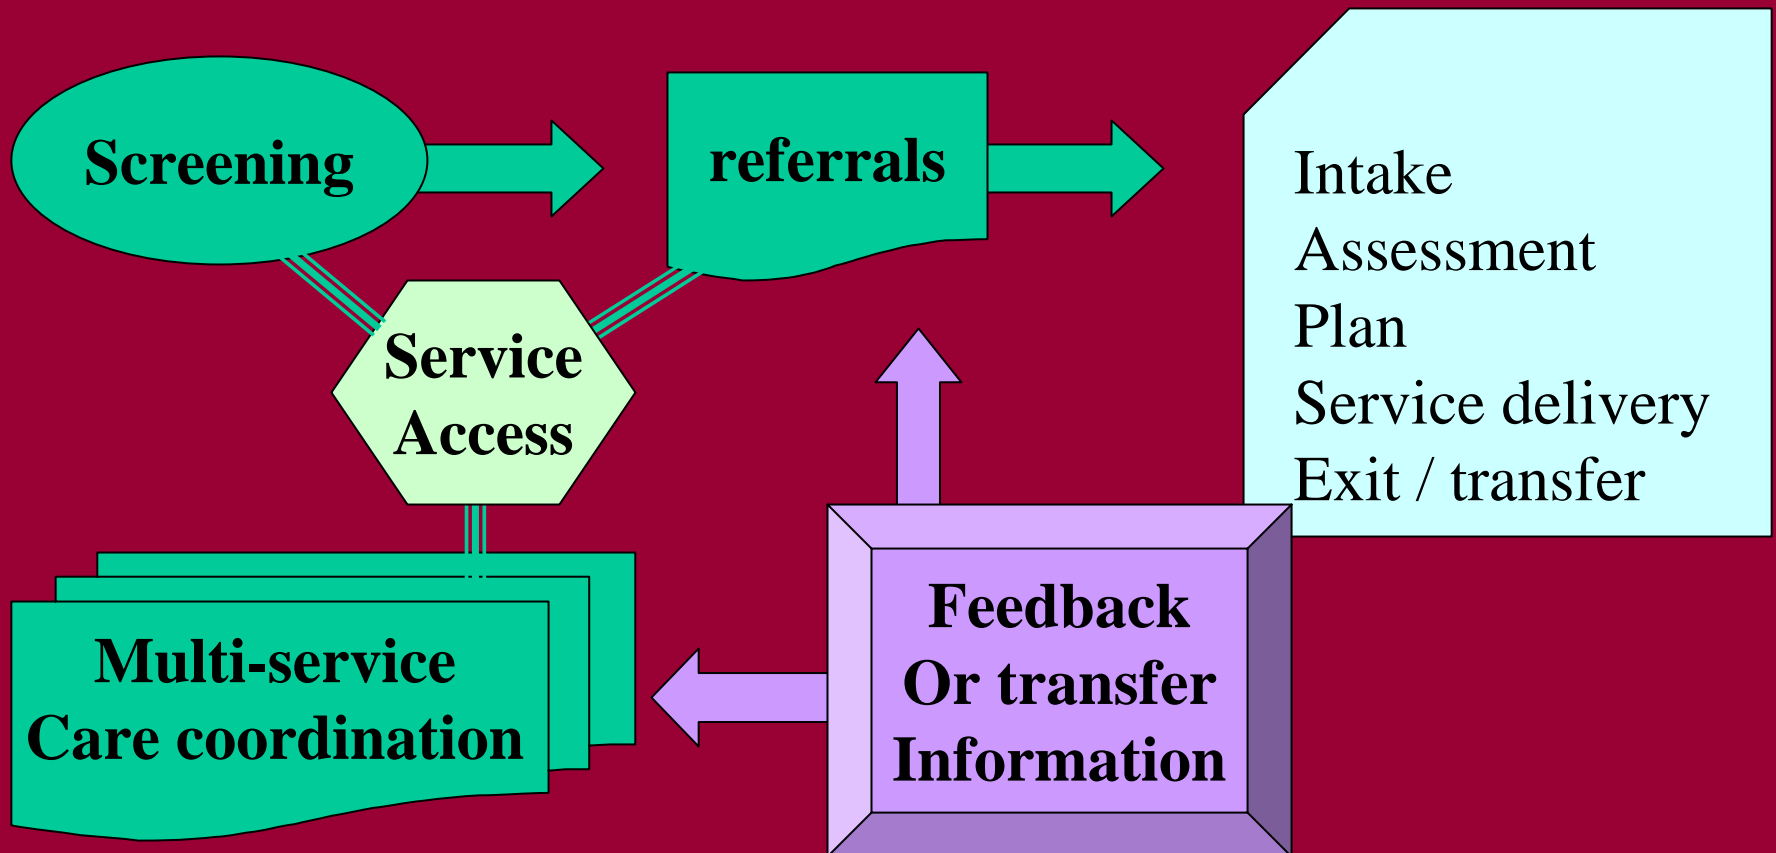 Screening
referrals
Intake
Assessment
Plan
Service delivery
Exit / transfer
Service
Access
Multi-service
Care coordination
Feedback
Or transfer
Information